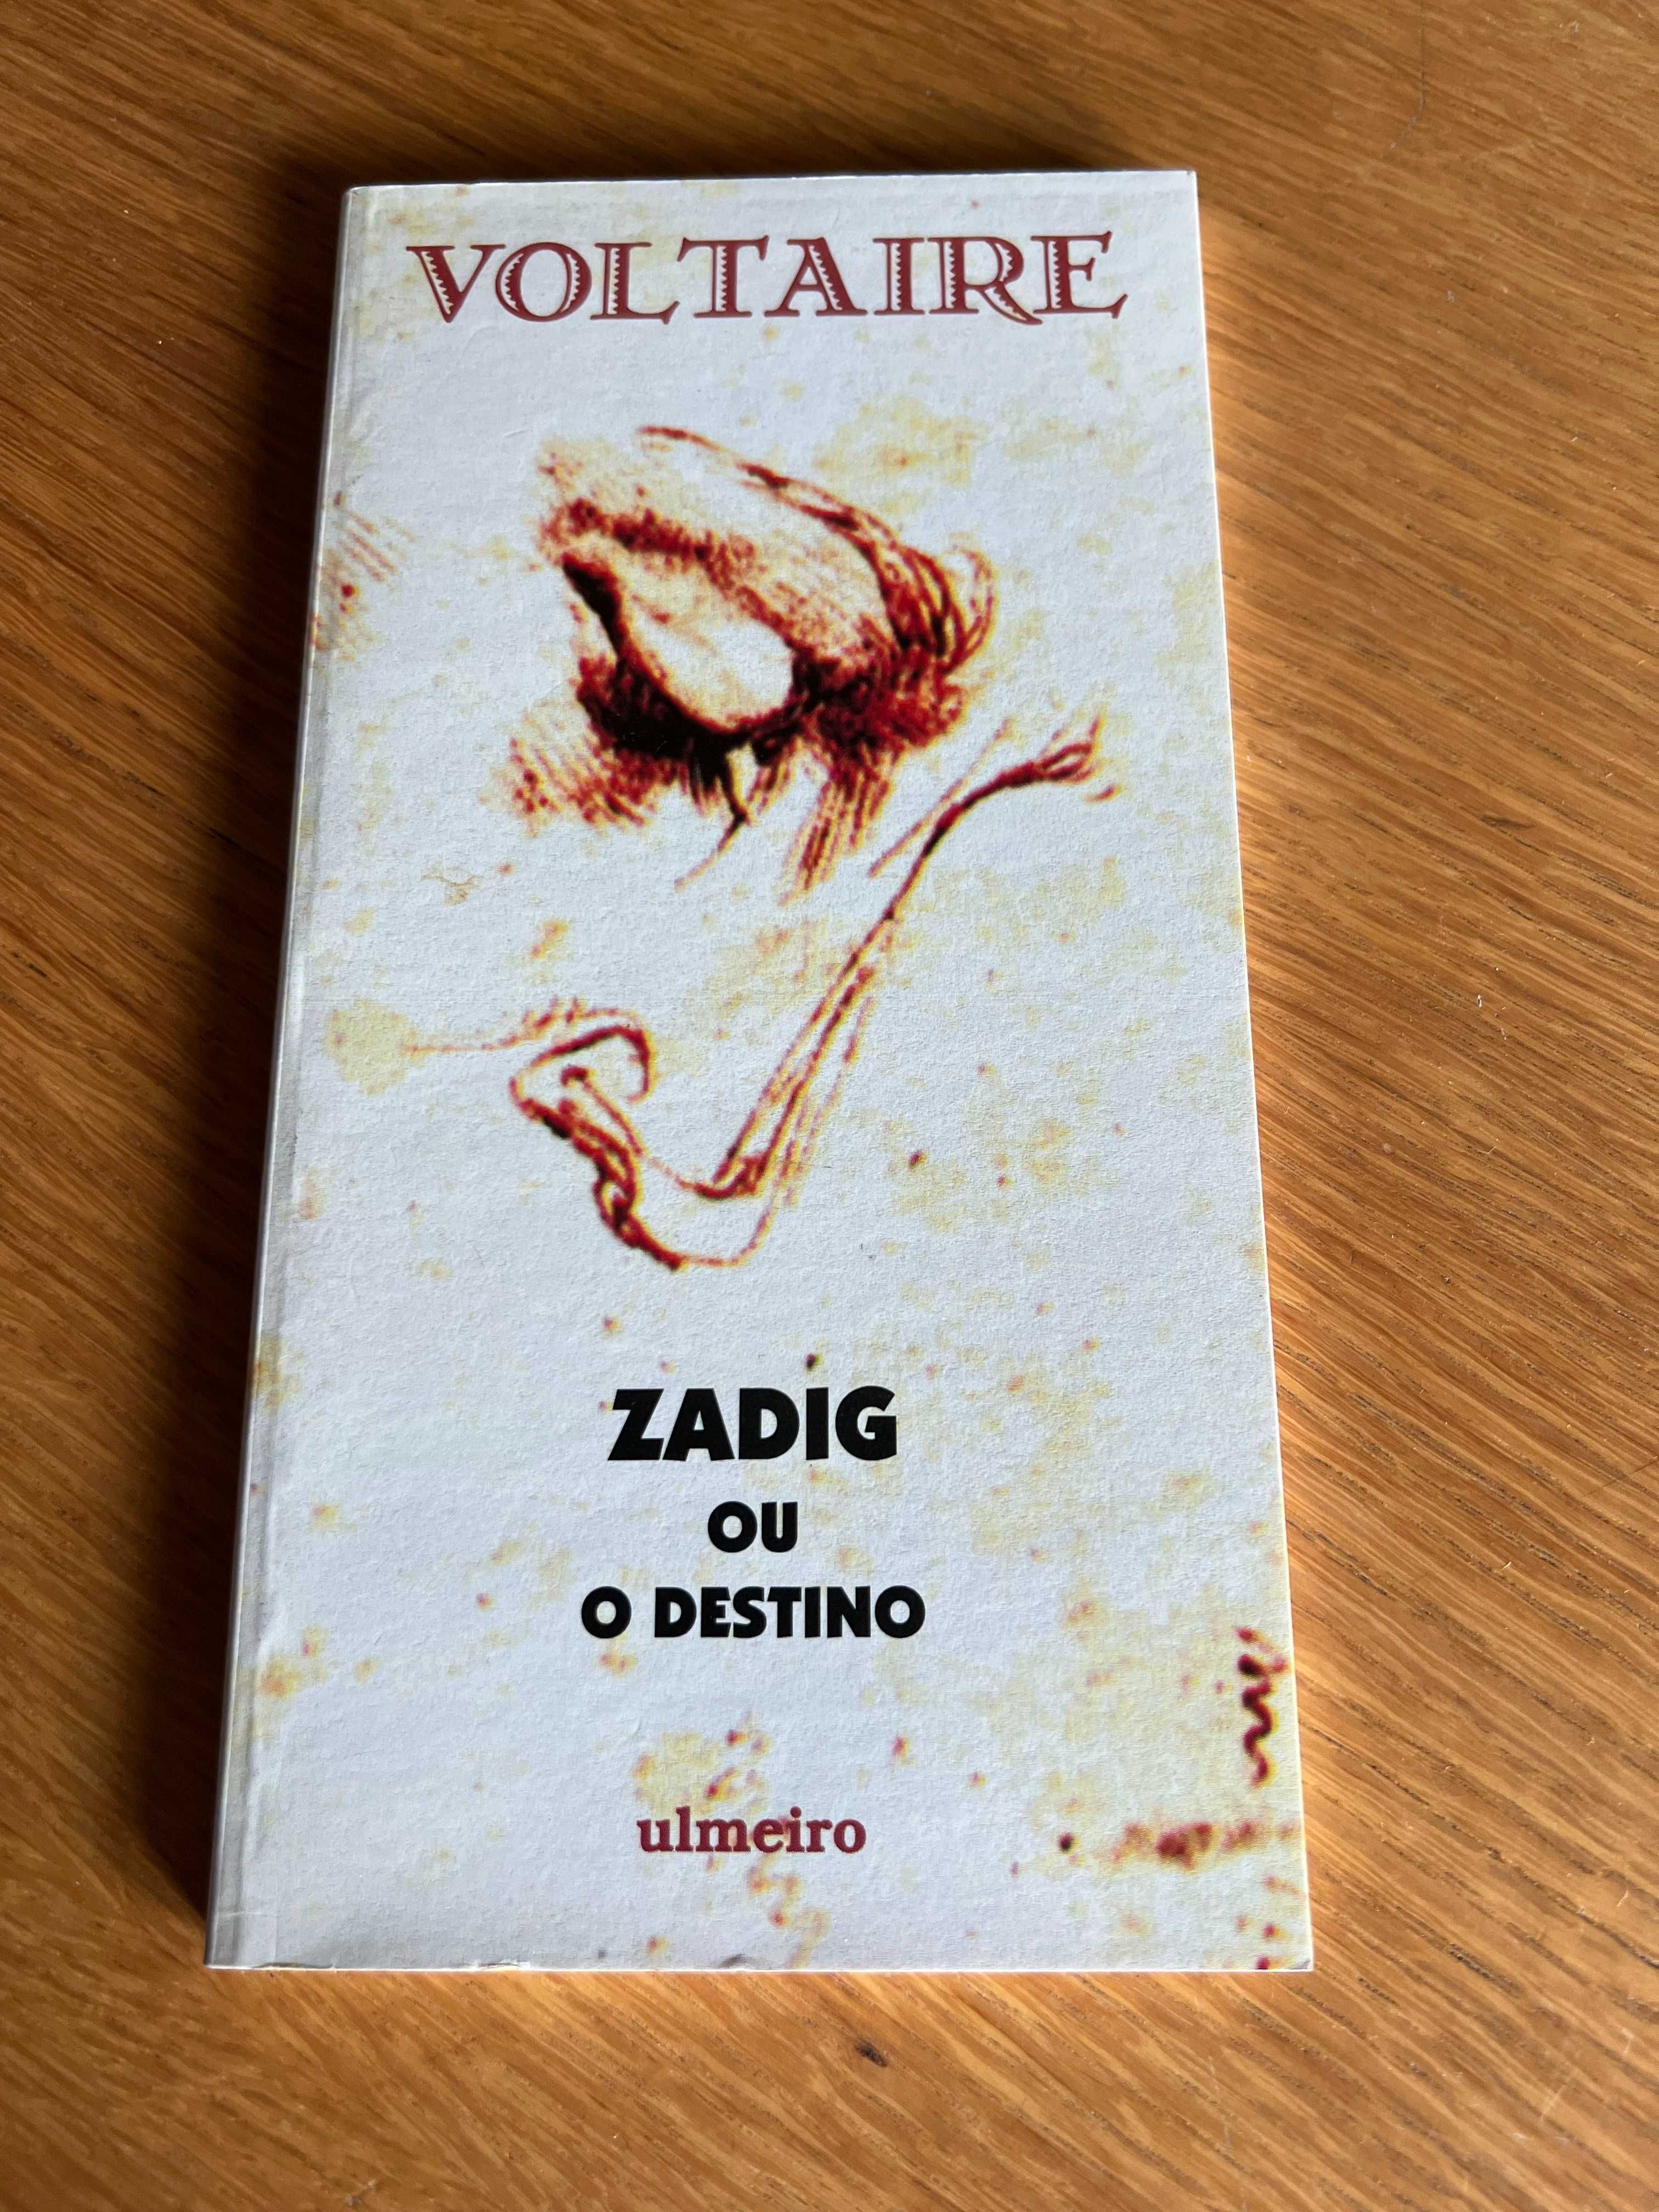 VOLTAIRE
ZADIG
OU
O DESTINO
ulmeiro